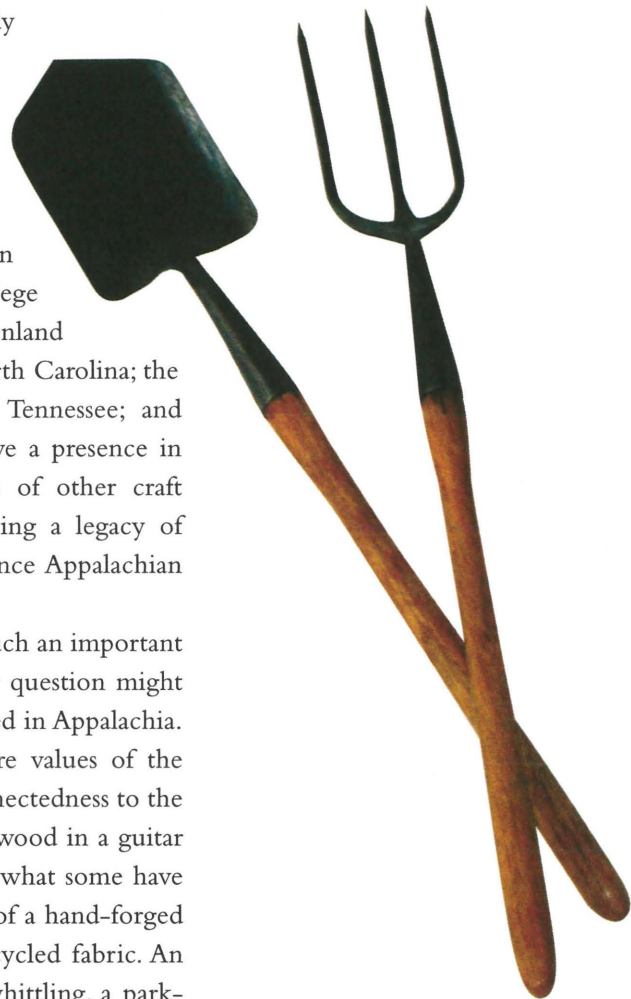 n
ege
nland
th Carolina; the
Tennessee; and
ve a presence in
of other craft
ing a legacy of
nce Appalachian
ch an important
question might
ed in Appalachia.
re values of the
nectedness to the
wood in a guitar
what some have
of a hand-forged
ycled fabric. An
whittling, a park-